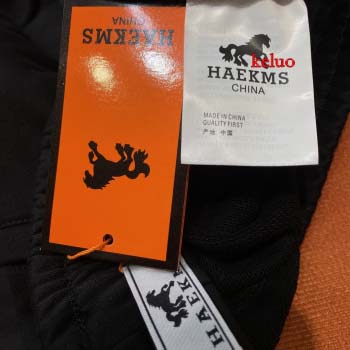 HAEKMS
CHINA
keluo
HAEKMS
CHINA
MADE IN CHINA
QUALITY FIRST
产地 中国
HAEKMS